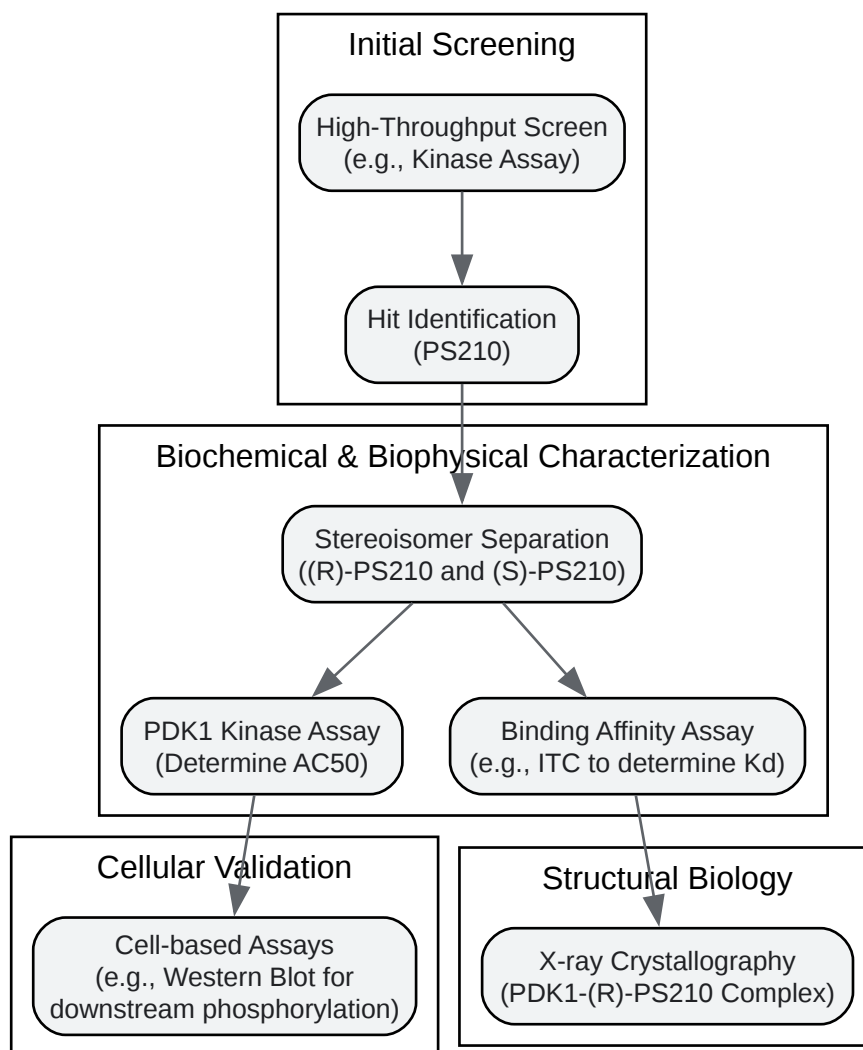 Initial Screening
High-Throughput Screen
(e.g., Kinase Assay)
Hit Identification
(PS210)
Biochemical & Biophysical Characterization
Stereoisomer Separation
((R)-PS210 and (S)-PS210)
PDK1 Kinase Assay
(Determine AC50)
Binding Affinity Assay
(e.g., ITC to determine Kd)
Cellular Validation
Cell-based Assays
(e.g., Western Blot for
downstream phosphorylation)
Structural Biology
X-ray Crystallography
(PDK1-(R)-PS210 Complex)